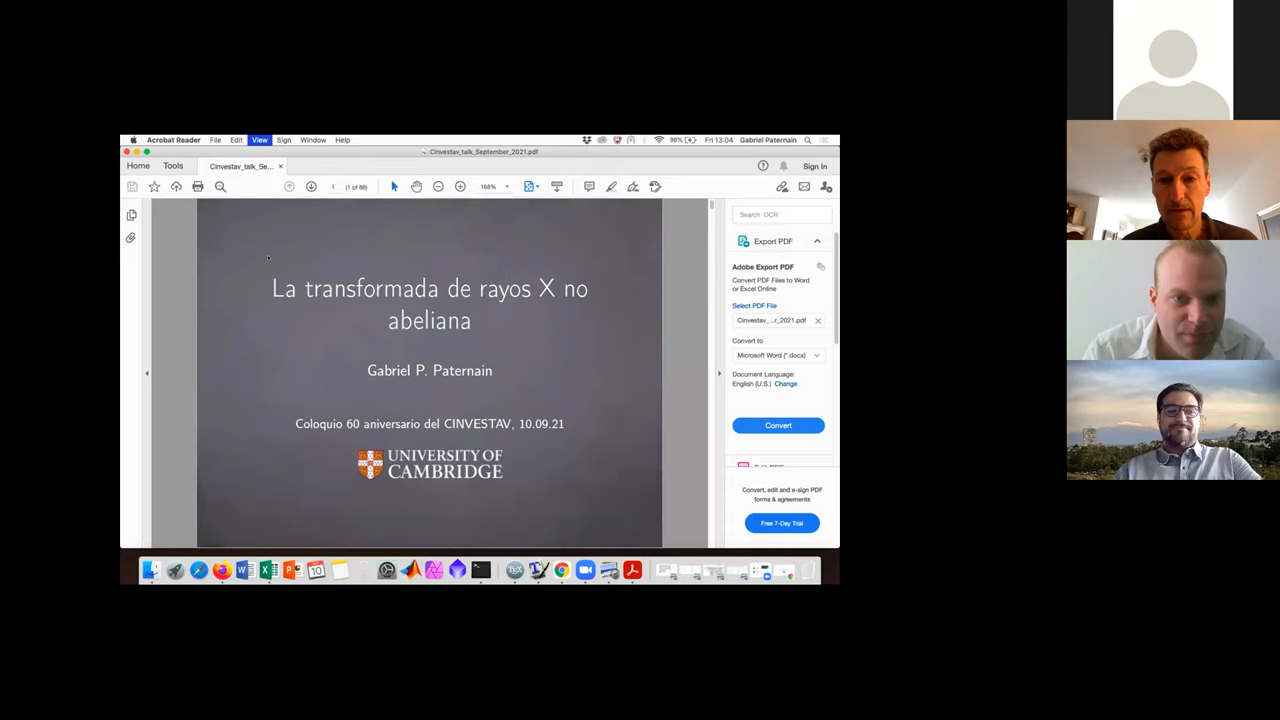 Acrobat Reader File Edit View Sign Window Help 98% Fri 13:04 Gabriel Paternain
Cinvestav_talk_September_2021.pdf
Home Tools Cinvestav_talk_Se... × Sign In
1 (1 of 86) 168%
La transformada de rayos X no
abeliana
Gabriel P. Paternain
Coloquio 60 aniversario del CINVESTAV, 10.09.21
UNIVERSITY OF
CAMBRIDGE
Search 'OCR'
Export PDF
Adobe Export PDF
Convert PDF Files to Word
or Excel Online
Select PDF File
Cinvestav_...r_2021.pdf
Convert to
Microsoft Word (*.docx)
Document Language:
English (U.S.) Change
Convert
Convert, edit and e-sign PDF
forms & agreements
Free 7-Day Trial
10
TEX